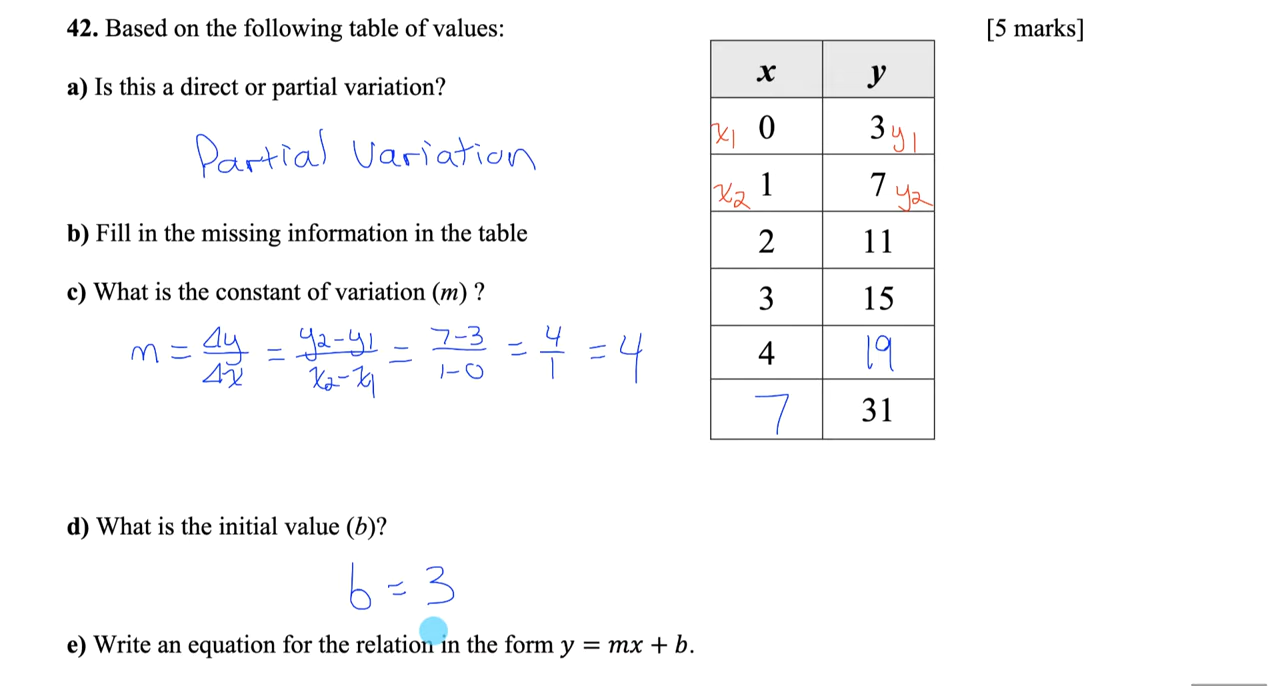 42. Based on the following table of values:
[5 marks]
a) Is this a direct or partial variation?
Partial Variation
b) Fill in the missing information in the table
c) What is the constant of variation (m) ?
m = Δy/Δx = y2-y1/x2-x1 = 7-3/1-0 = 4/1 = 4
x y
x1 0 3 y1
x2 1 7 y2
2 11
3 15
4 19
7 31
d) What is the initial value (b)?
b = 3
e) Write an equation for the relation in the form y = mx + b.